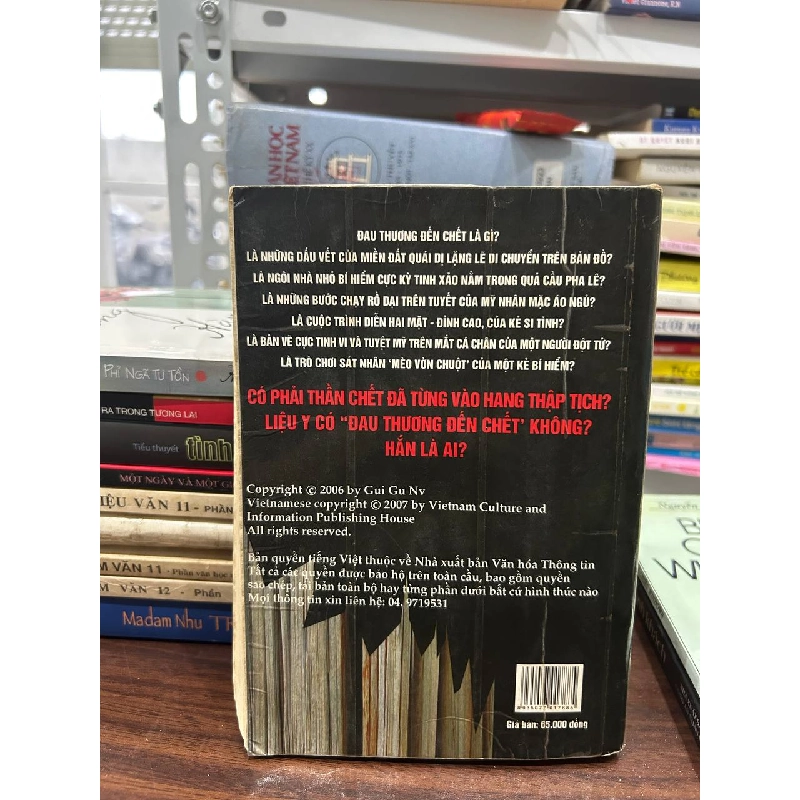 ĐAU THƯƠNG ĐẾN CHẾT LÀ GÌ?
LÀ NHỮNG DẤU VẾT CỦA MIỀN ĐẤT QUÁI DỊ LẶNG LẼ DI CHUYỂN TRÊN BẢN ĐỒ?
LÀ NGÔI NHÀ NHỎ BÍ HIỂM CỰC KỲ TINH XẢO NẰM TRONG QUẢ CẦU PHA LÊ?
LÀ NHỮNG BƯỚC CHẠY RỒ DẠI TRÊN TUYẾT CỦA MỸ NHÂN MẶC ÁO NGỦ?
LÀ CUỘC TRÌNH DIỄN HAI MẶT - ĐỈNH CAO, CỦA KẺ SI TÌNH?
LÀ BẢN VẼ CỰC TINH VI VÀ TUYỆT MỸ TRÊN MẮT CÁ CHÂN CỦA MỘT NGƯỜI ĐỘT TỬ?
LÀ TRÒ CHƠI SÁT NHÂN 'MÈO VỜN CHUỘT' CỦA MỘT KẺ BÍ HIỂM?
CÓ PHẢI THẦN CHẾT ĐÃ TỪNG VÀO HANG THẬP TỊCH?
LIỆU Y CÓ "ĐAU THƯƠNG ĐẾN CHẾT' KHÔNG?
HẮN LÀ AI?
Copyright © 2006 by Gui Gu Nv
Vietnamese copyright © 2007 by Vietnam Culture and
Information Publishing House
All rights reserved.
Bản quyền tiếng Việt thuộc về Nhà xuất bản Văn hóa Thông tin
Tất cả các quyền được bảo hộ trên toàn cầu, bao gồm quyền
sao chép, tái bản toàn bộ hay từng phần dưới bất cứ hình thức nào
Mọi thông tin xin liên hệ: 04. 9719531
Giá bán: 65.000 đồng
PHÍ NGÃ TƯ TỒN
RA TRONG TƯƠNG LAI
Tiểu thuyết
MỘT NGÀY VÀ MỘT
VĂN 11 - PHẦN
VĂN 11 - Phần văn học
VĂN 12 - Phần
Madam Nhu